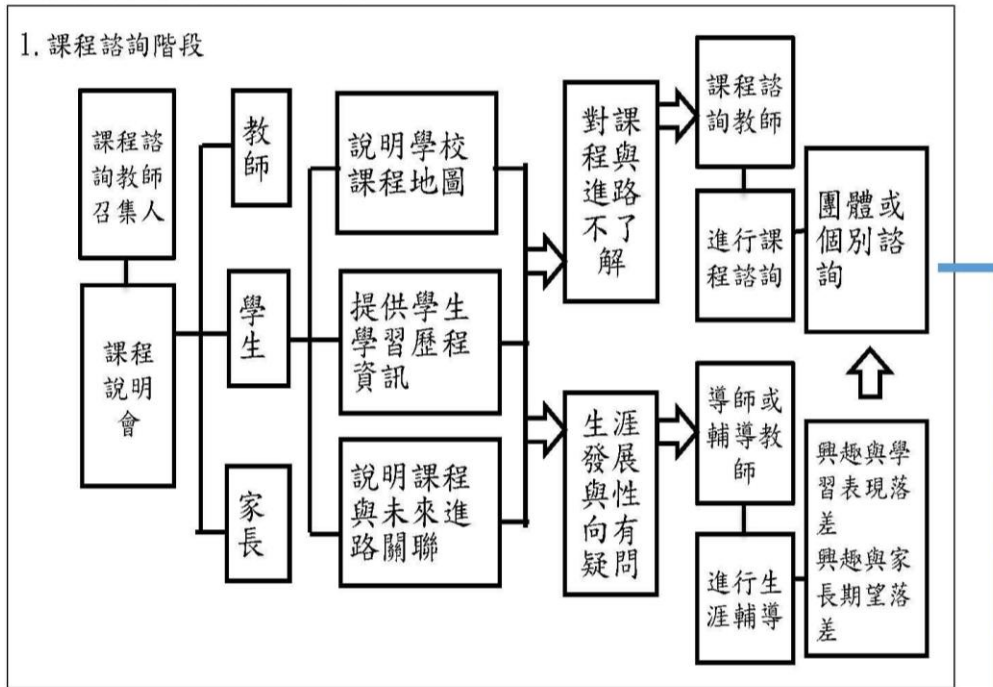 1. 課程諮詢階段
課程諮
詢教師
召集人
課程
說明
會
教
師
學
生
家
長
說明學校
課程地圖
提供學生
學習歷程
資訊
說明課程
與未來進
路關聯
對課
程與
進路
不了
解
生涯
發展
與性
向有
疑問
課程諮
詢教師
進行課
程諮詢
團體或
個別諮
詢
導師或
輔導教
師
進行生
涯輔導
興趣與學
習表現落
差
興趣與家
長期望落
差